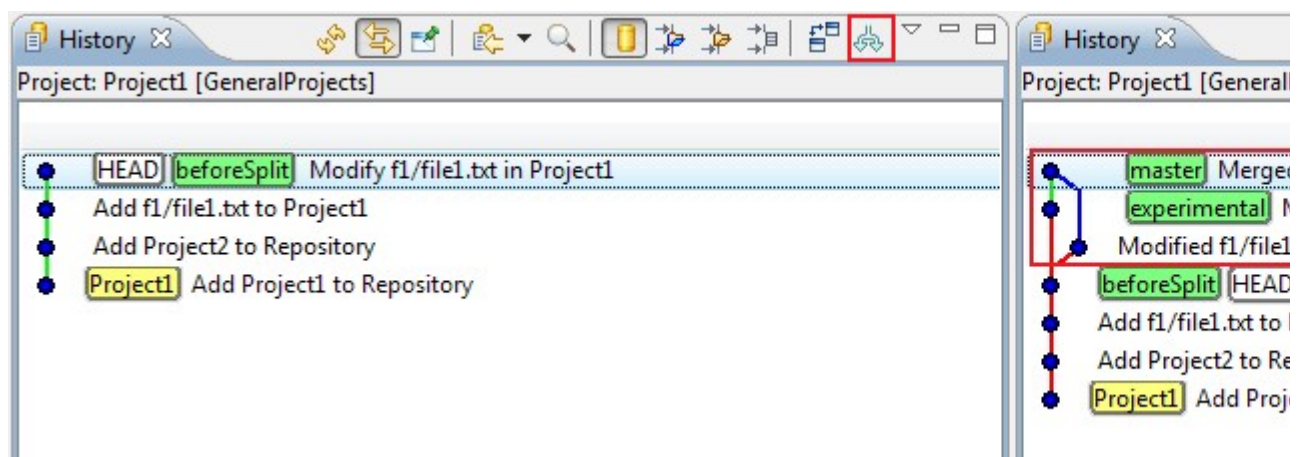 History
Project: Project1 [GeneralProjects]
HEAD beforeSplit Modify f1/file1.txt in Project1
Add f1/file1.txt to Project1
Add Project2 to Repository
Project1 Add Project1 to Repository
History
Project: Project1 [General
master Merged
experimental
Modified f1/file1
beforeSplit HEAD
Add f1/file1.txt to
Add Project2 to Re
Project1 Add Proj